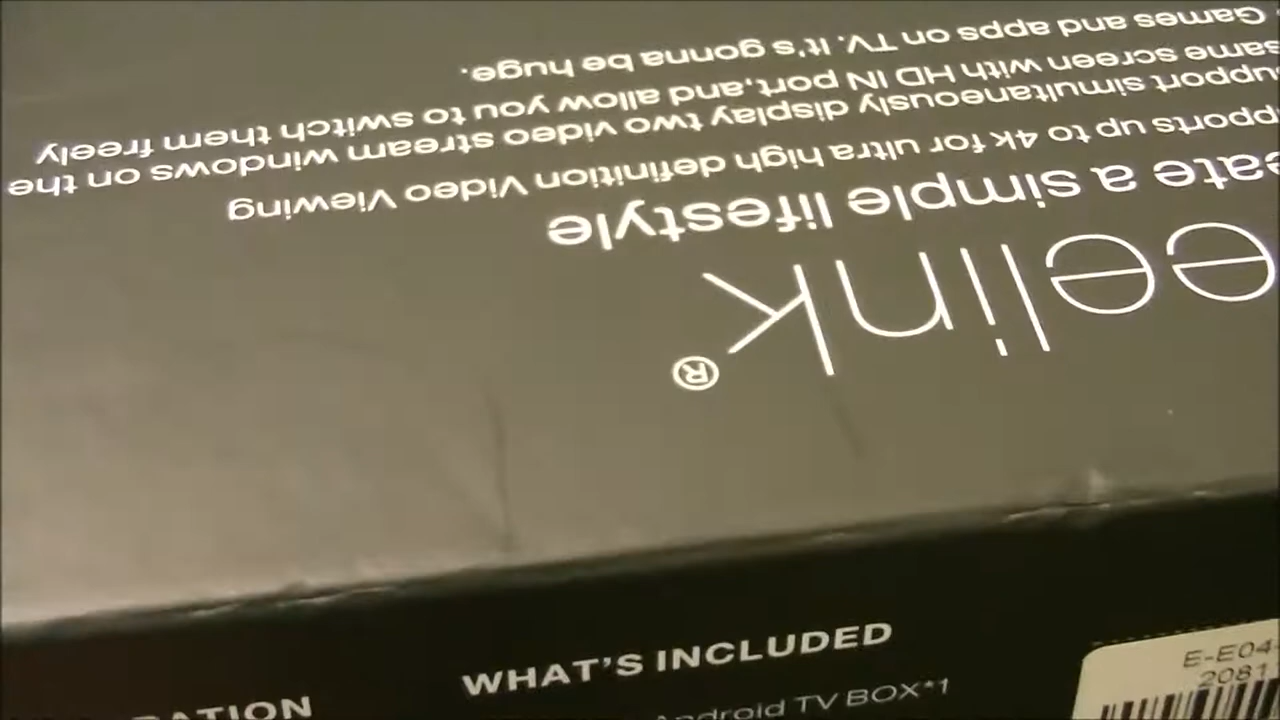 eelink®
eate a simple lifestyle
pports up to 4k for ultra high definition Video Viewing
upport simultaneously display two video stream windows on the
same screen with HD IN port,and allow you to switch them freely
Games and apps on TV. It's gonna be huge.
WHAT'S INCLUDED
RATION
Android TV BOX*1
E-E04
2081